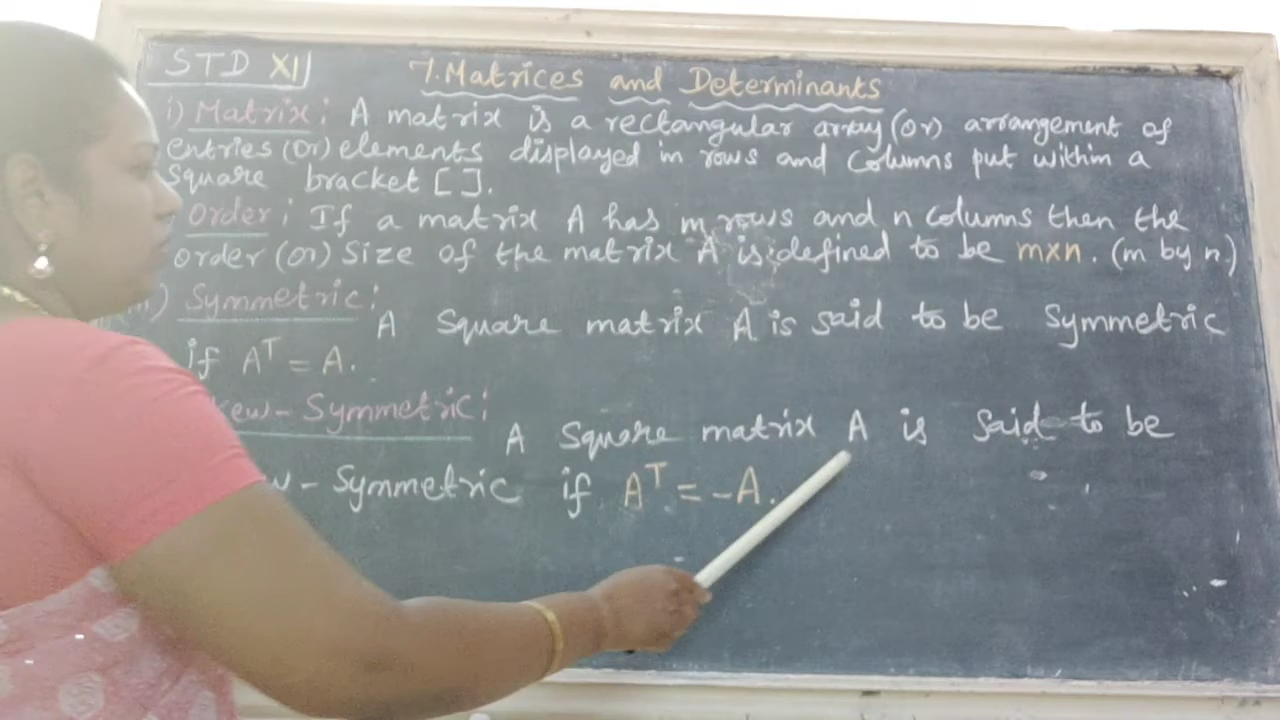 STD XI
7. Matrices and Determinants
i) Matrix: A matrix is a rectangular array (or) arrangement of
entries (or) elements displayed in rows and columns put within a
square bracket [ ].
Order: If a matrix A has m rows and n columns then the
order (or) size of the matrix A is defined to be m×n. (m by n)
) Symmetric:
A square matrix A is said to be symmetric
if Aᵀ = A.
kew-Symmetric:
A square matrix A is said to be
w-Symmetric if Aᵀ = -A.